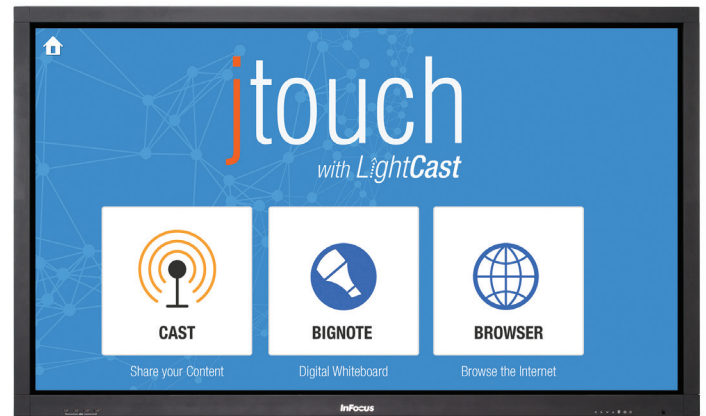 jtouch
with LightCast
CAST
BIGNOTE
BROWSER
Share your Content
Digital Whiteboard
Browse the Internet
InFocus